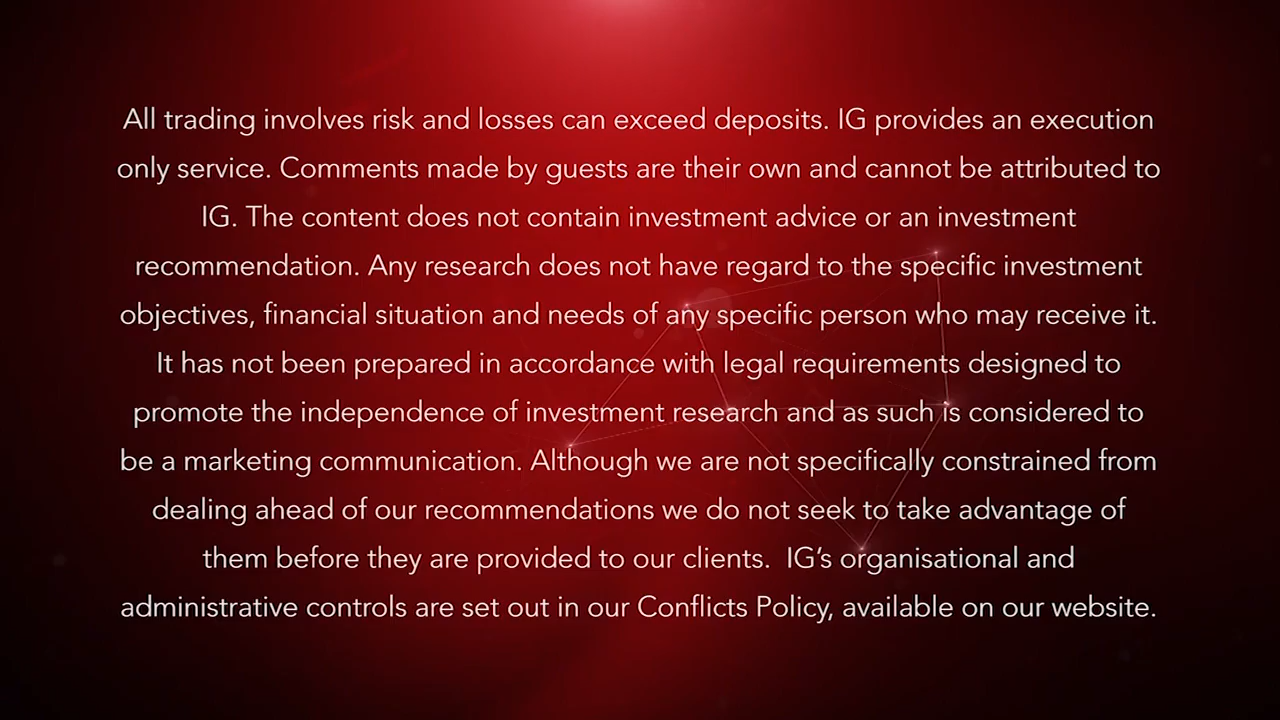 All trading involves risk and losses can exceed deposits. IG provides an execution
only service. Comments made by guests are their own and cannot be attributed to
IG. The content does not contain investment advice or an investment
recommendation. Any research does not have regard to the specific investment
objectives, financial situation and needs of any specific person who may receive it.
It has not been prepared in accordance with legal requirements designed to
promote the independence of investment research and as such is considered to
be a marketing communication. Although we are not specifically constrained from
dealing ahead of our recommendations we do not seek to take advantage of
them before they are provided to our clients.  IG’s organisational and
administrative controls are set out in our Conflicts Policy, available on our website.